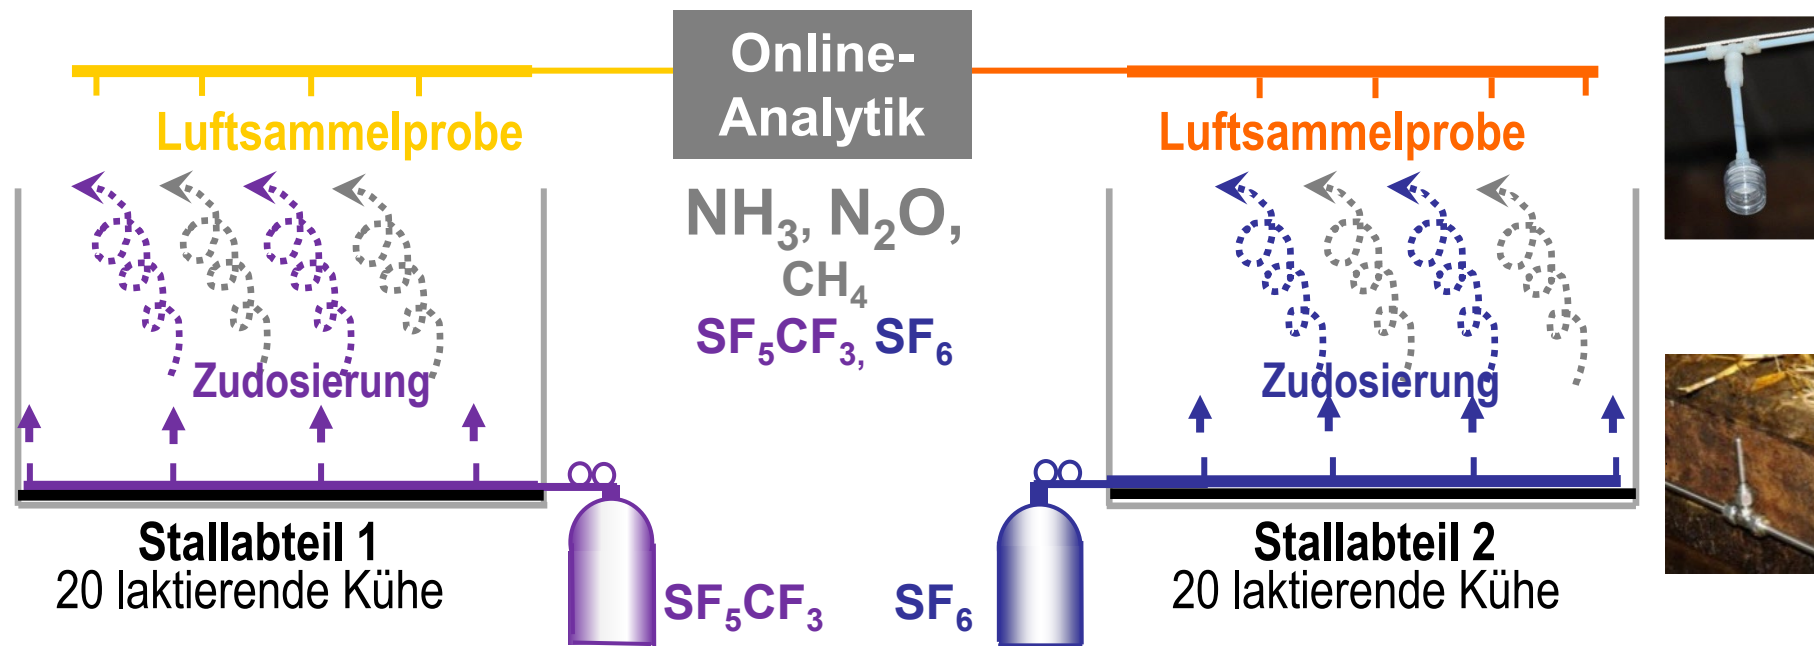 Online-
Analytik
Luftsammelprobe
Luftsammelprobe
NH₃, N₂O,
CH₄
SF₅CF₃, SF₆
Zudosierung
Zudosierung
Stallabteil 1
20 laktierende Kühe
SF₅CF₃
SF₆
Stallabteil 2
20 laktierende Kühe